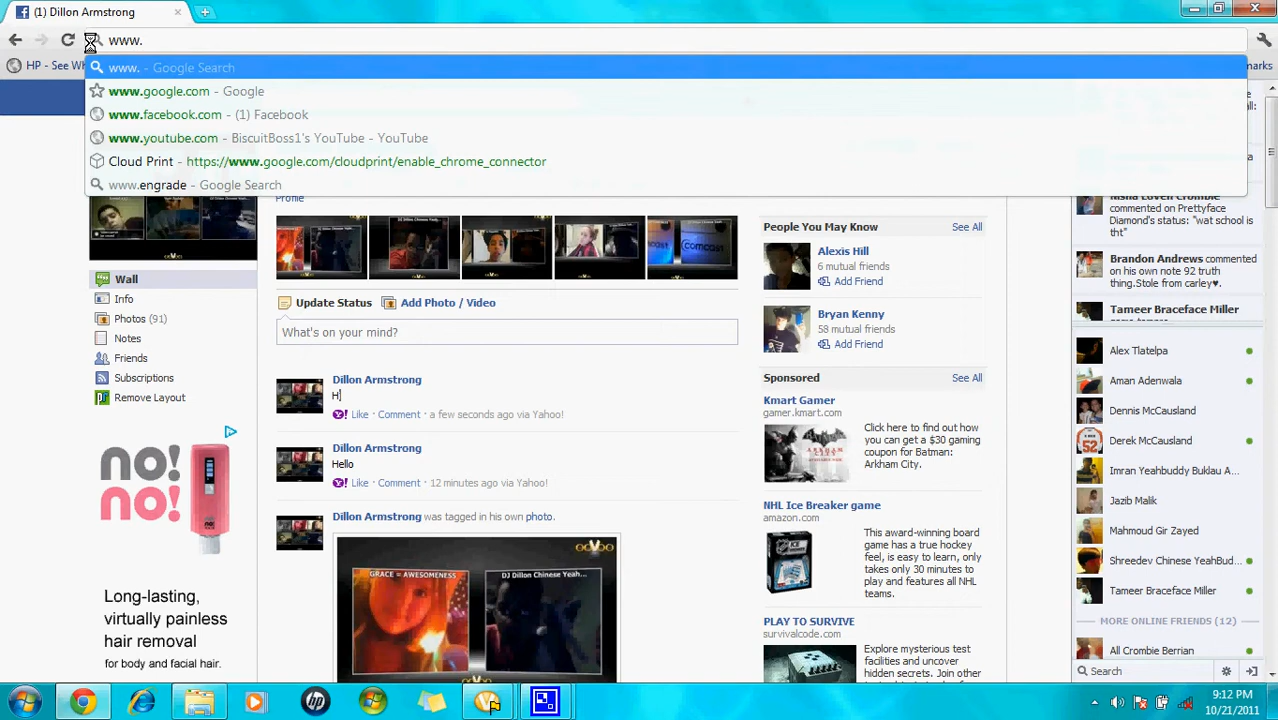 (1) Dillon Armstrong
www.
HP - See Wh
marks
www. - Google Search
www.google.com - Google
www.facebook.com - (1) Facebook
www.youtube.com - BiscuitBoss1's YouTube - YouTube
Cloud Print - https://www.google.com/cloudprint/enable_chrome_connector
www.engrade - Google Search
Profile
Wall
Info
Photos (91)
Notes
Friends
Subscriptions
Remove Layout
no!
no!
Long-lasting,
virtually painless
hair removal
for body and facial hair.
Update Status
Add Photo / Video
What's on your mind?
Dillon Armstrong
H
Like · Comment · a few seconds ago via Yahoo!
Dillon Armstrong
Hello
Like · Comment · 12 minutes ago via Yahoo!
Dillon Armstrong was tagged in his own photo.
ooVoo
GRACE = AWESOMENESS
DJ Dillon Chinese Yeah...
People You May Know
See All
Alexis Hill
6 mutual friends
Add Friend
Bryan Kenny
58 mutual friends
Add Friend
Sponsored
See All
Kmart Gamer
gamer.kmart.com
Click here to find out how
you can get a $30 gaming
coupon for Batman:
Arkham City.
NHL Ice Breaker game
amazon.com
This award-winning board
game has a true hockey
feel, is easy to learn, only
takes only 30 minutes to
play and features all NHL
teams.
PLAY TO SURVIVE
survivalcode.com
Explore mysterious test
facilities and uncover
hidden secrets. Join other
commented on Prettyface
Diamond's status: "wat school is
tht"
Brandon Andrews commented
on his own note 92 truth
thing.Stole from carley♥.
Tameer Braceface Miller
Alex Tlatelpa
Aman Adenwala
Dennis McCausland
Derek McCausland
Imran Yeahbuddy Buklau A...
Jazib Malik
Mahmoud Gir Zayed
Shreedev Chinese YeahBud...
Tameer Braceface Miller
MORE ONLINE FRIENDS (12)
All Crombie Berrian
Search
9:12 PM
10/21/2011